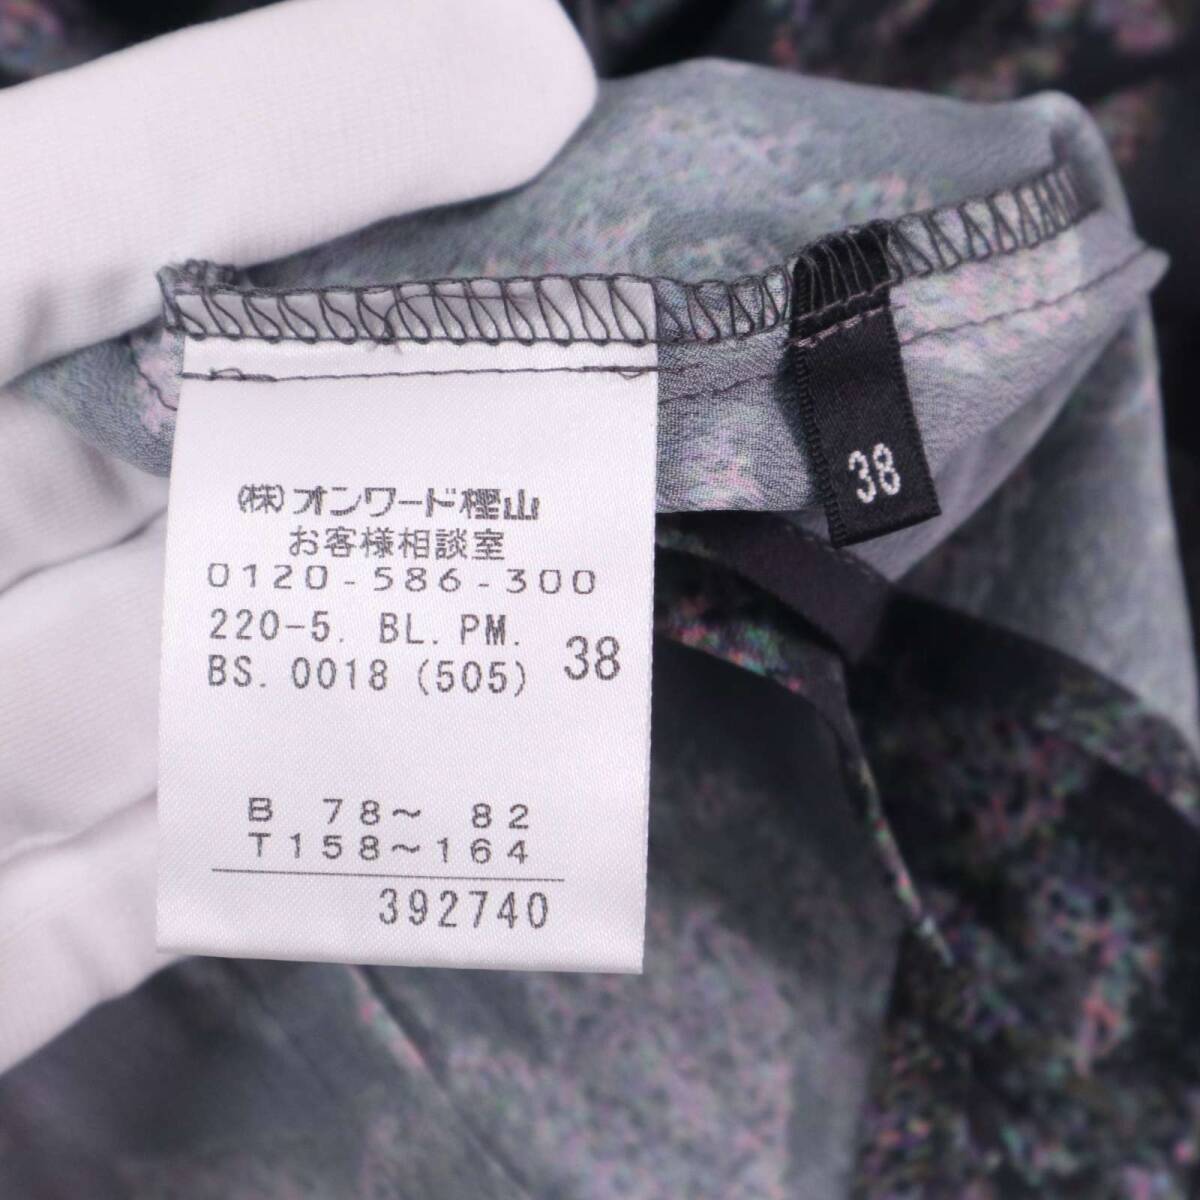 (株)オンワード樫山
お客様相談室
0120-586-300
220-5. BL. PM.
BS. 0018 (505) 38
B 78～ 82
T158～164
392740
38